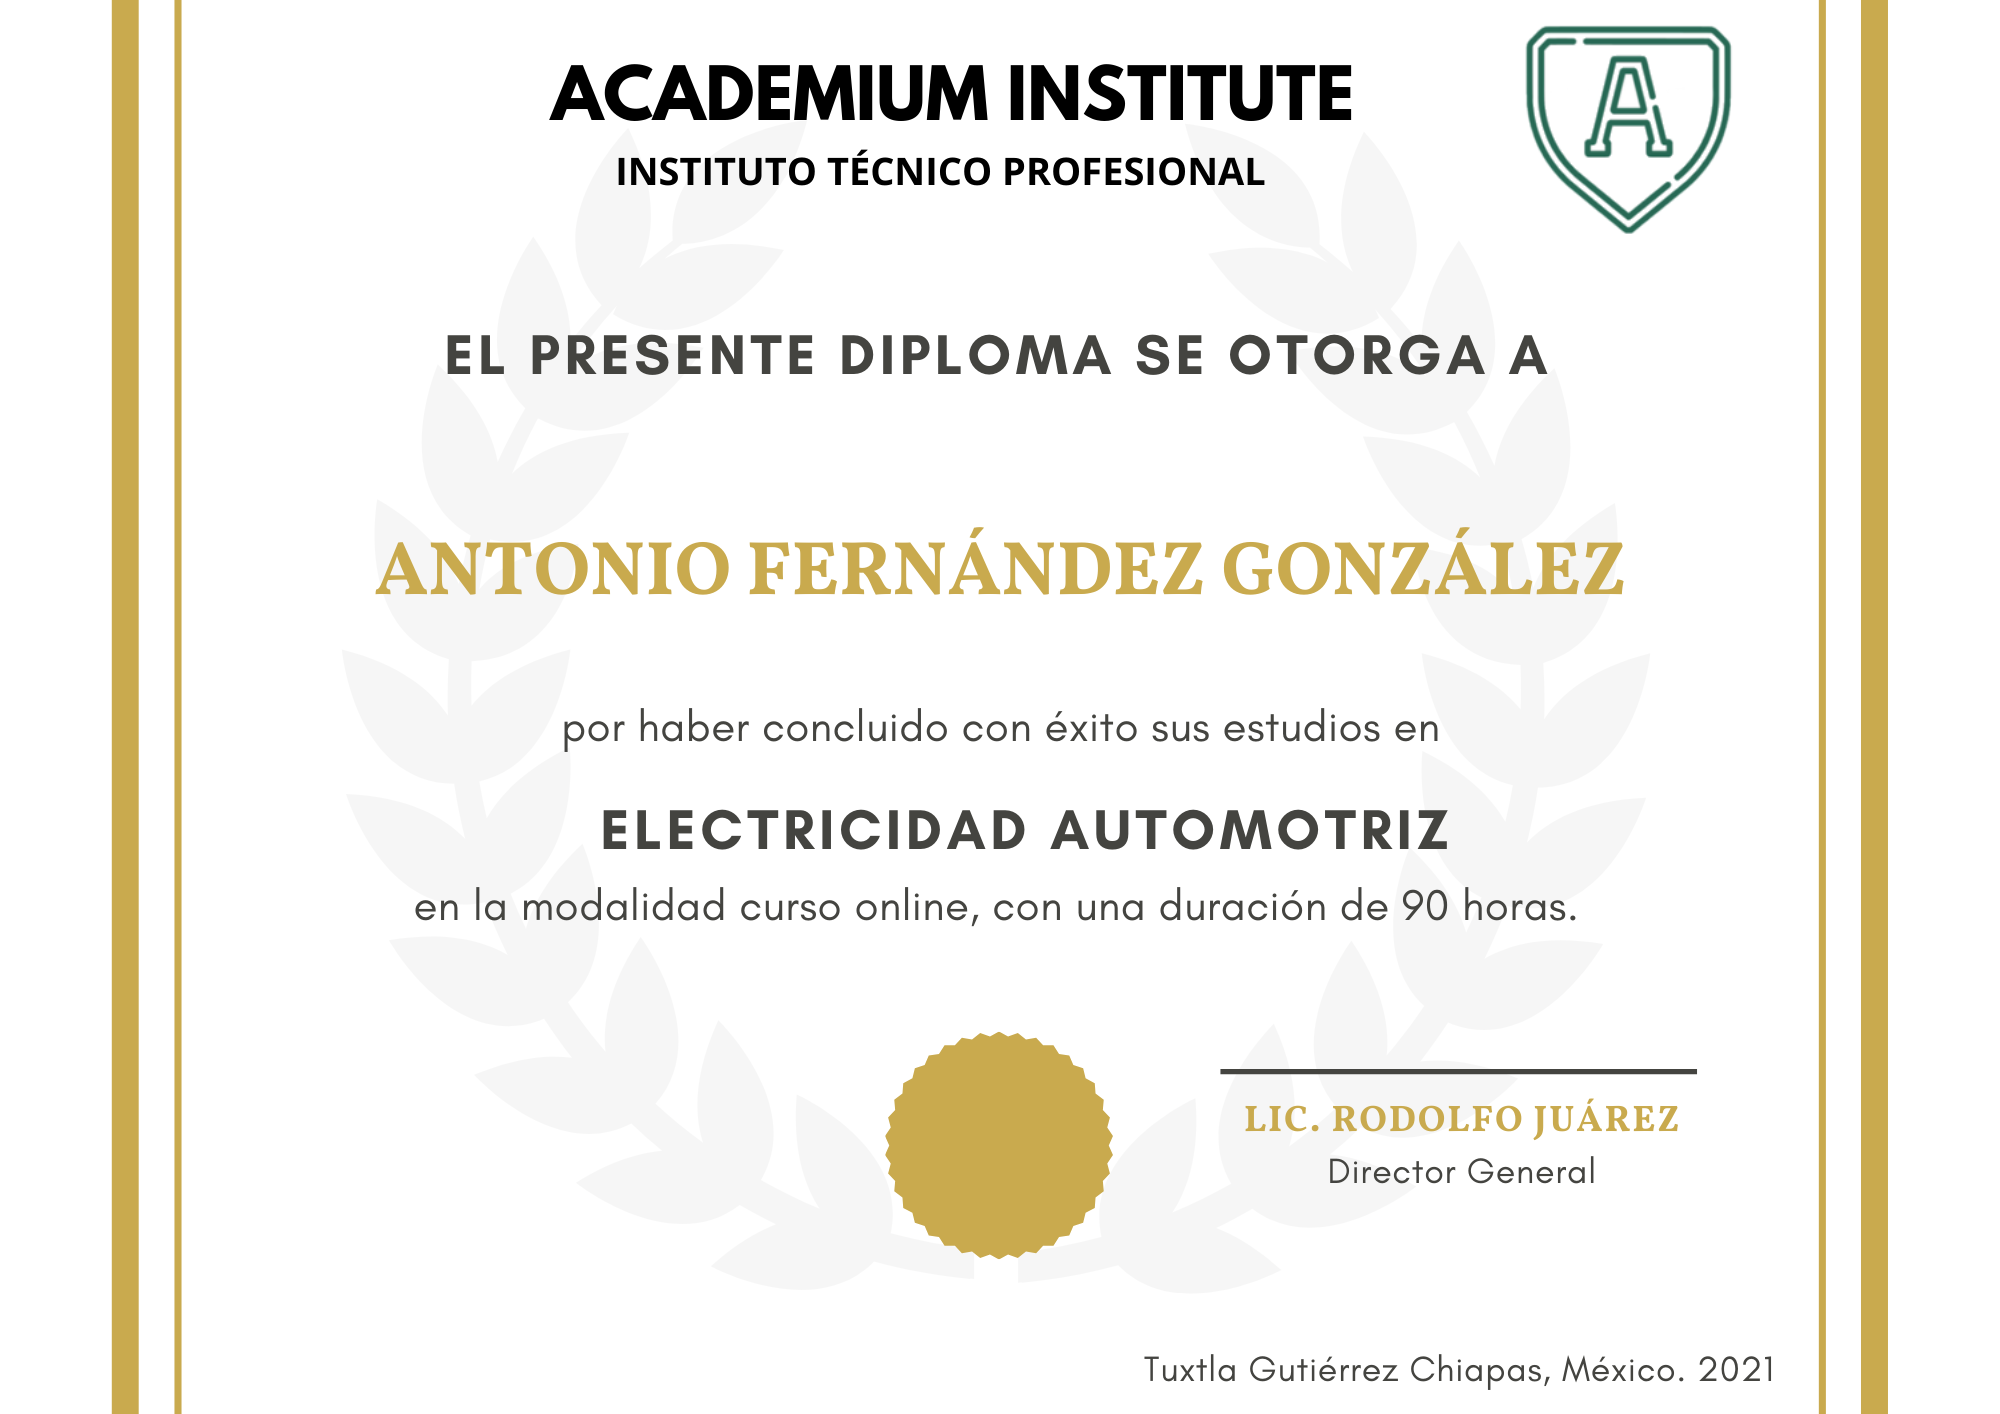 ACADEMIUM INSTITUTE
INSTITUTO TÉCNICO PROFESIONAL
A
EL PRESENTE DIPLOMA SE OTORGA A
ANTONIO FERNÁNDEZ GONZÁLEZ
por haber concluido con éxito sus estudios en
ELECTRICIDAD AUTOMOTRIZ
en la modalidad curso online, con una duración de 90 horas.
LIC. RODOLFO JUÁREZ
Director General
Tuxtla Gutiérrez Chiapas, México. 2021